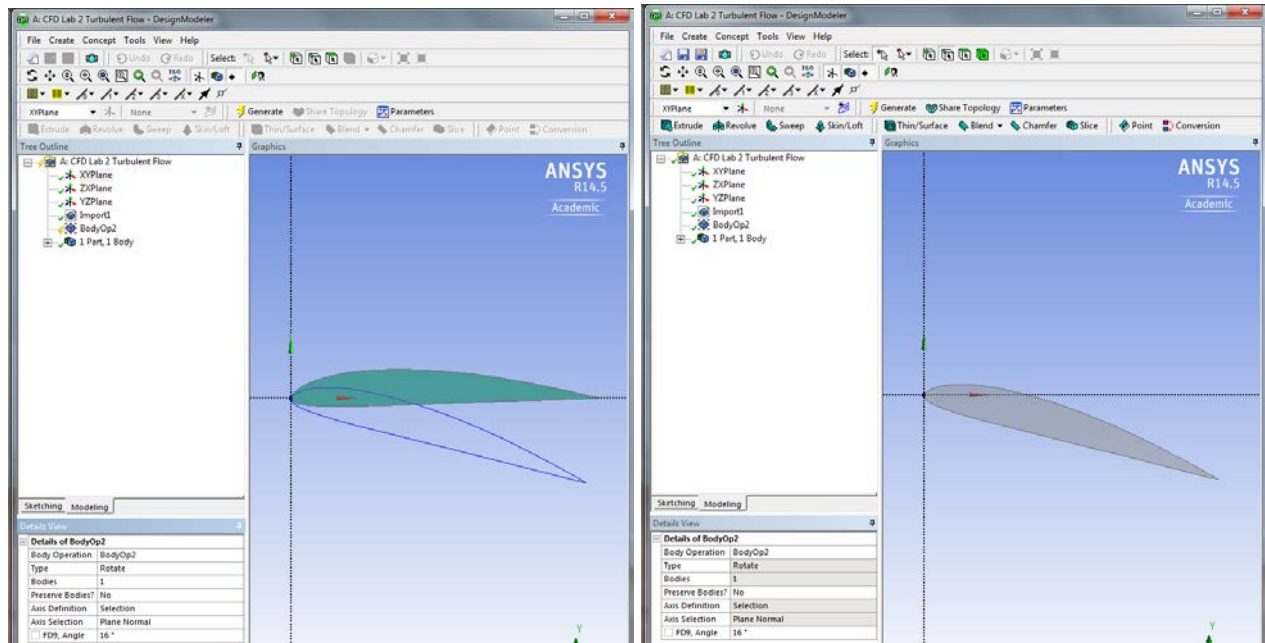 A: CFD Lab 2 Turbulent Flow - DesignModeler
File Create Concept Tools View Help
Undo Redo Select:
XYPlane None Generate Share Topology Parameters
Extrude Revolve Sweep Skin/Loft Thin/Surface Blend Chamfer Slice Point Conversion
Tree Outline
Graphics
A: CFD Lab 2 Turbulent Flow
XYPlane
ZXPlane
YZPlane
Import1
BodyOp2
1 Part, 1 Body
ANSYS
R14.5
Academic
Sketching Modeling
Details View
Details of BodyOp2
Body Operation BodyOp2
Type Rotate
Bodies 1
Preserve Bodies? No
Axis Definition Selection
Axis Selection Plane Normal
FD9, Angle 16 °
Y
A: CFD Lab 2 Turbulent Flow - DesignModeler
File Create Concept Tools View Help
Undo Redo Select:
XYPlane None Generate Share Topology Parameters
Extrude Revolve Sweep Skin/Loft Thin/Surface Blend Chamfer Slice Point Conversion
Tree Outline
Graphics
A: CFD Lab 2 Turbulent Flow
XYPlane
ZXPlane
YZPlane
Import1
BodyOp2
1 Part, 1 Body
ANSYS
R14.5
Academic
Sketching Modeling
Details View
Details of BodyOp2
Body Operation BodyOp2
Type Rotate
Bodies 1
Preserve Bodies? No
Axis Definition Selection
Axis Selection Plane Normal
FD9, Angle 16 °
Y